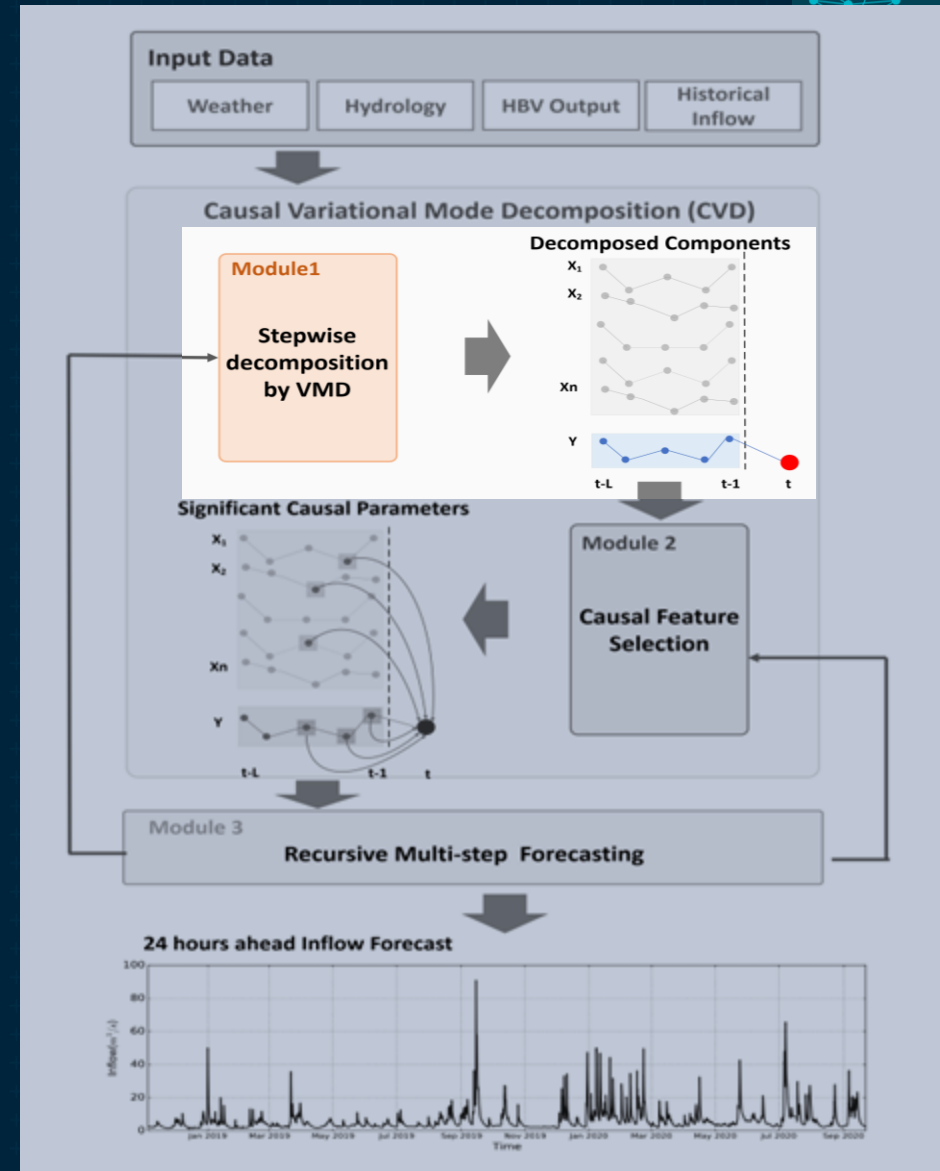 Input Data
Weather
Hydrology
HBV Output
Historical
Inflow
Causal Variational Mode Decomposition (CVD)
Module1
Stepwise
decomposition
by VMD
Decomposed Components
X₁
X₂
Xn
Y
t-L
t-1
t
Significant Causal Parameters
X₁
X₂
Xn
Y
t-L
t-1
t
Module 2
Causal Feature
Selection
Module 3
Recursive Multi-step Forecasting
24 hours ahead Inflow Forecast
Inflow(m³/s)
100
80
60
40
20
0
Jan 2019
Mar 2019
May 2019
Jul 2019
Sep 2019
Nov 2019
Jan 2020
Mar 2020
May 2020
Jul 2020
Sep 2020
Time